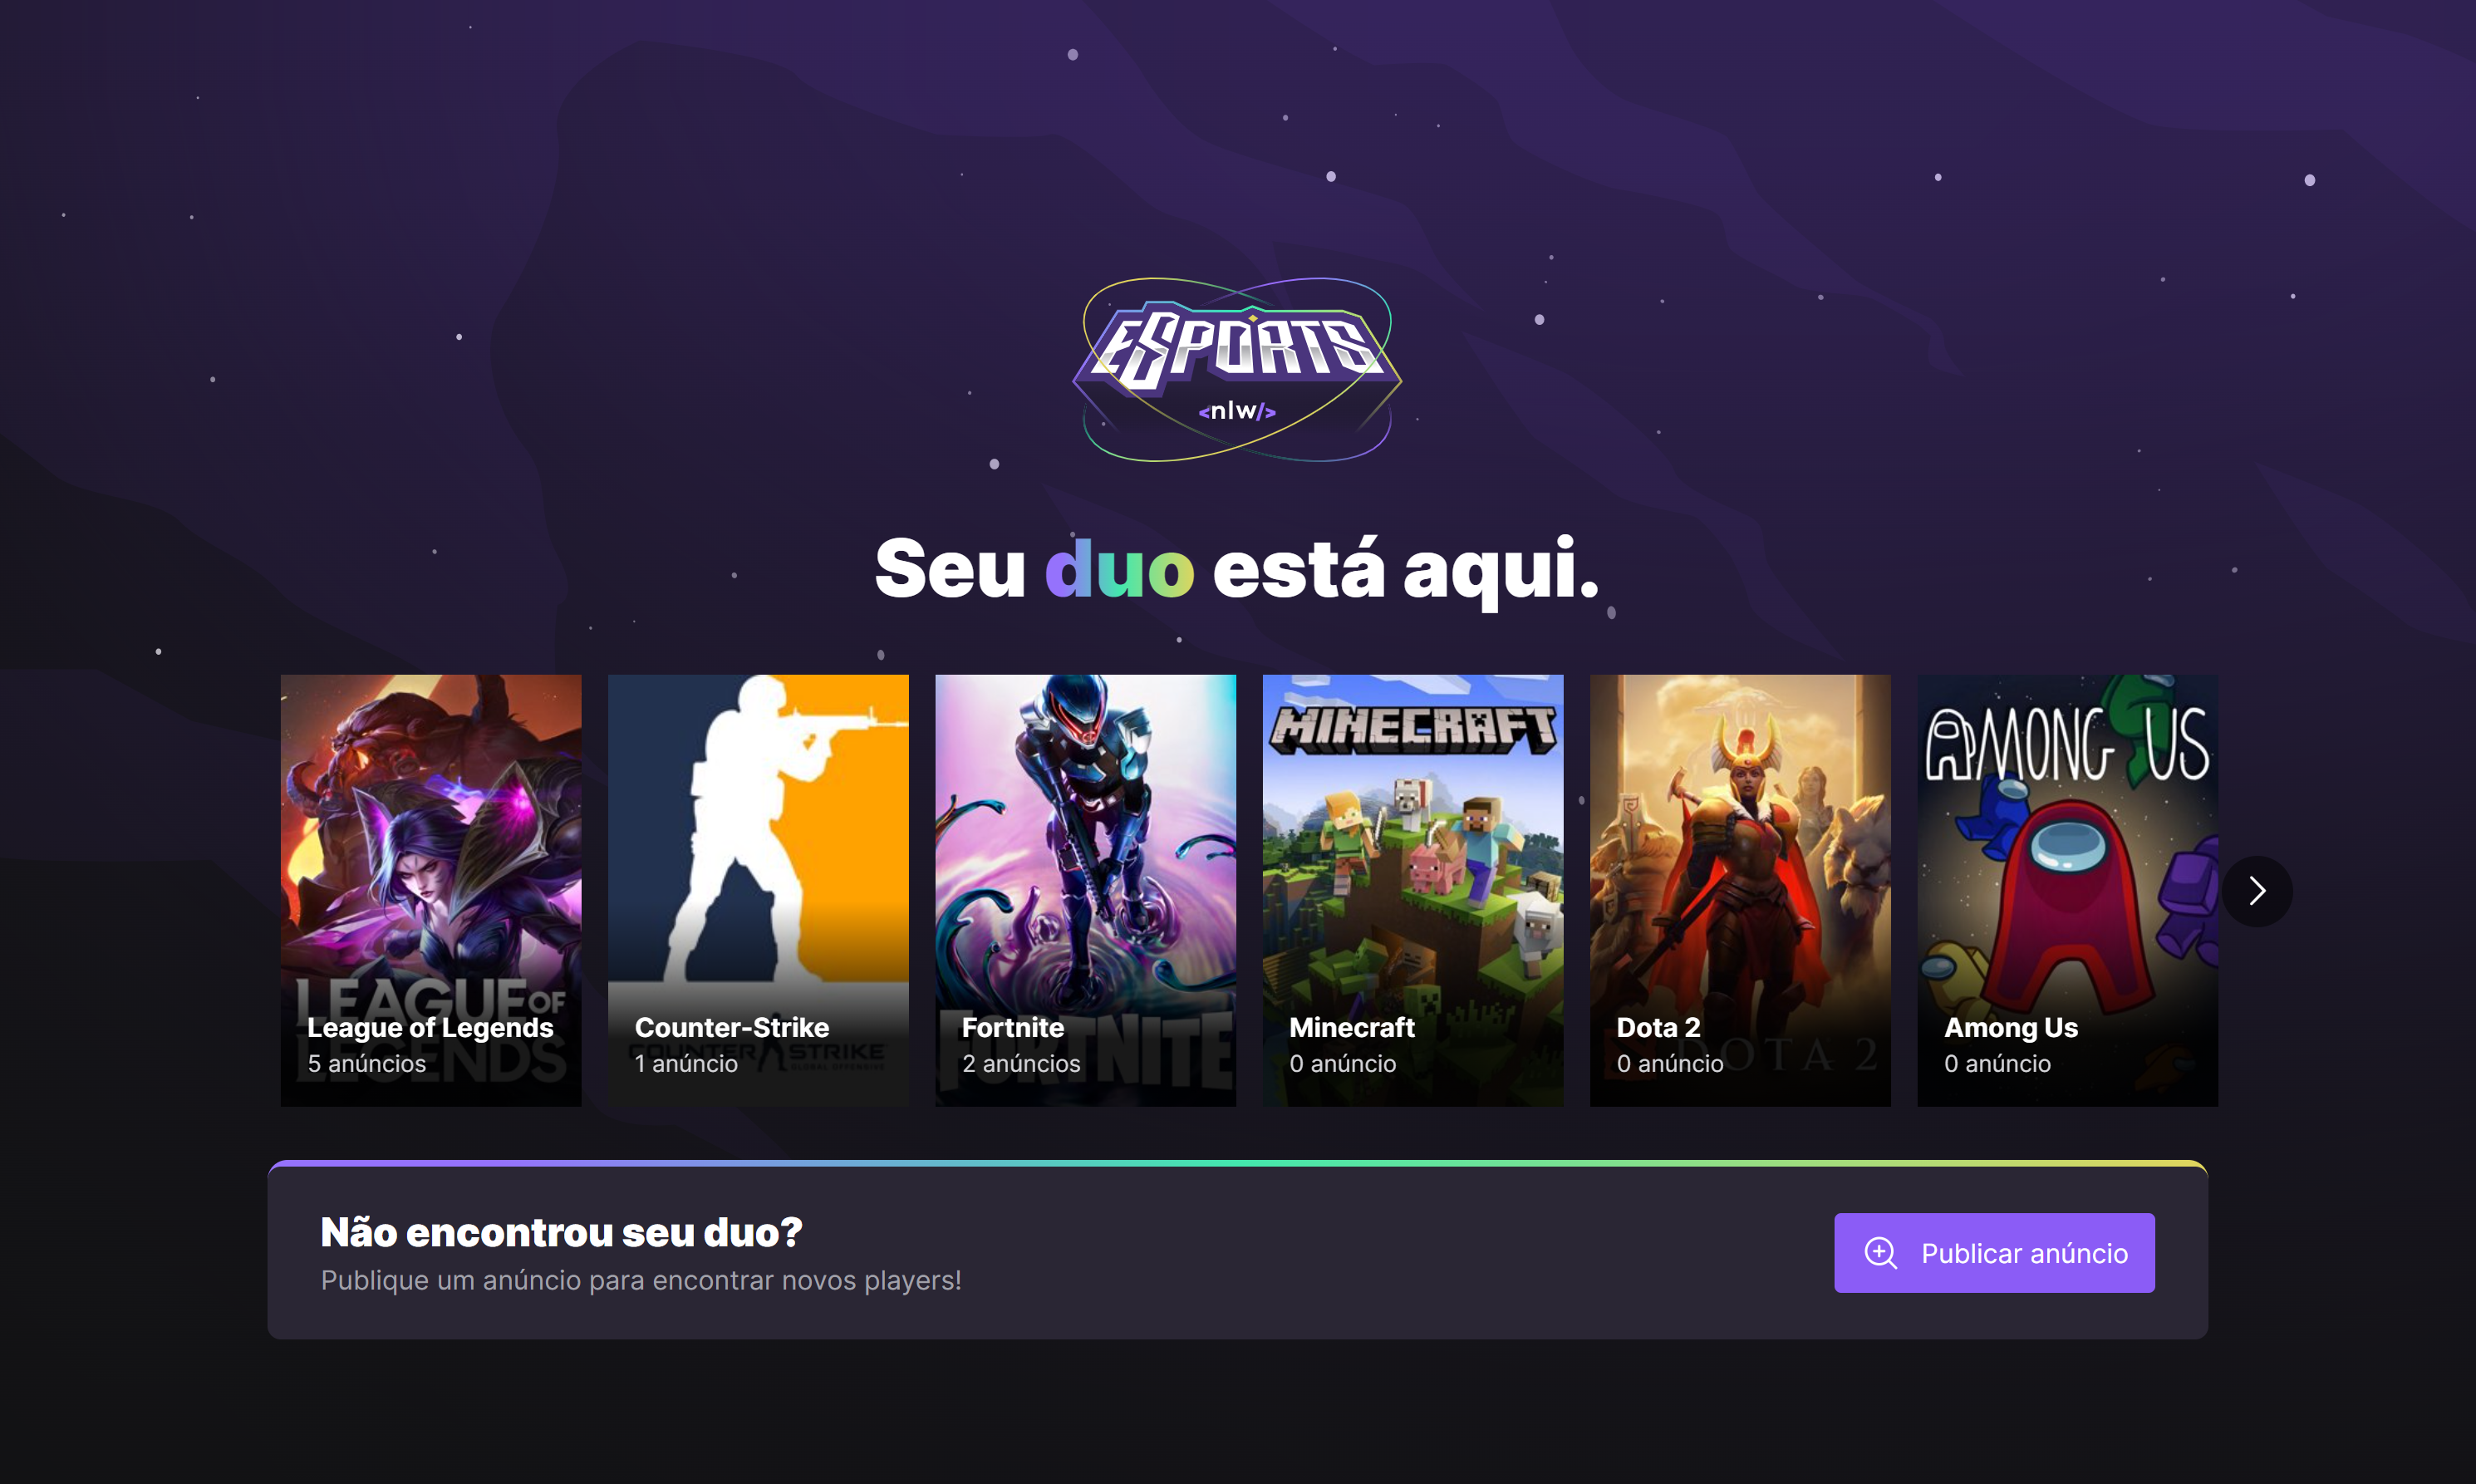 ESPORTS
<nlw/>
Seu duo está aqui.
LEAGUE OF
LEGENDS
League of Legends
5 anúncios
COUNTER STRIKE
GLOBAL OFFENSIVE
Counter-Strike
1 anúncio
FORTNITE
Fortnite
2 anúncios
MINECRAFT
Minecraft
0 anúncio
DOTA 2
Dota 2
0 anúncio
AMONG US
Among Us
0 anúncio
Não encontrou seu duo?
Publique um anúncio para encontrar novos players!
Publicar anúncio